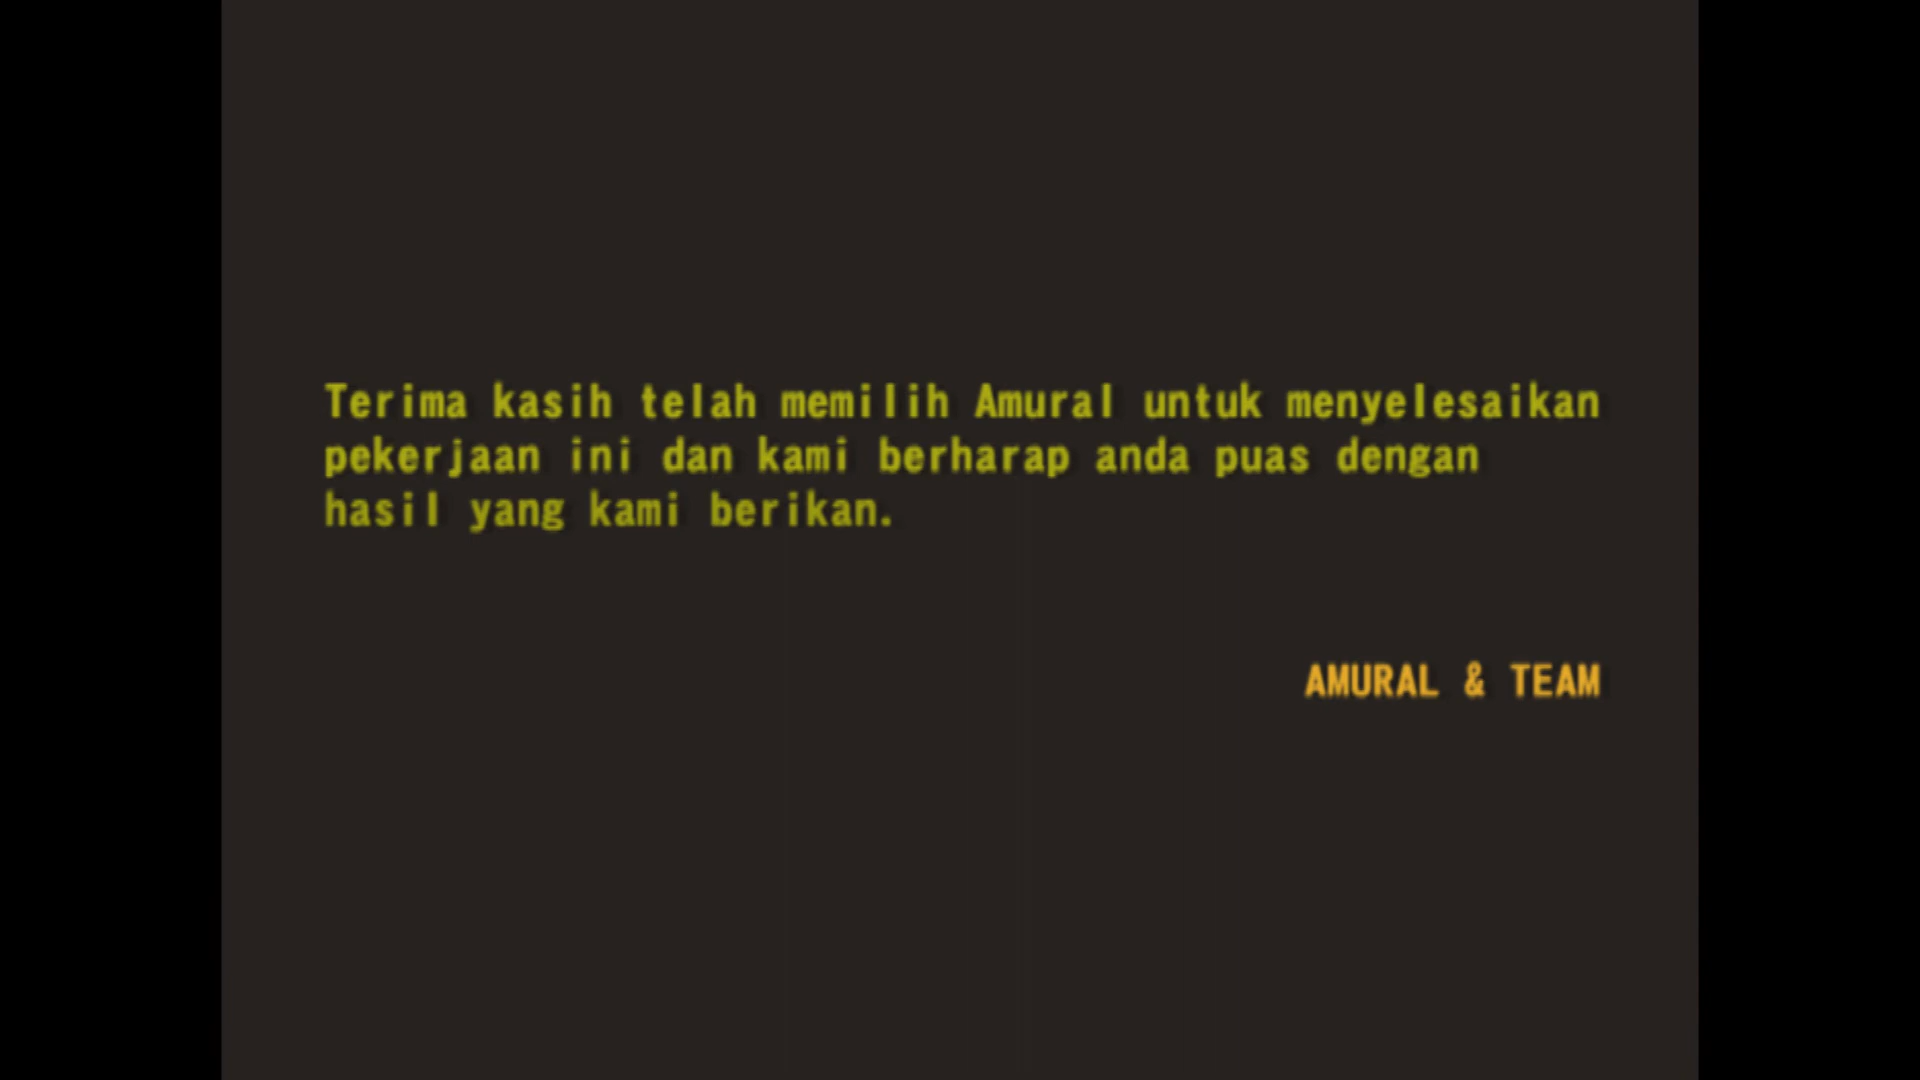 Terima kasih telah memilih Amural untuk menyelesaikan
pekerjaan ini dan kami berharap anda puas dengan
hasil yang kami berikan.
AMURAL & TEAM